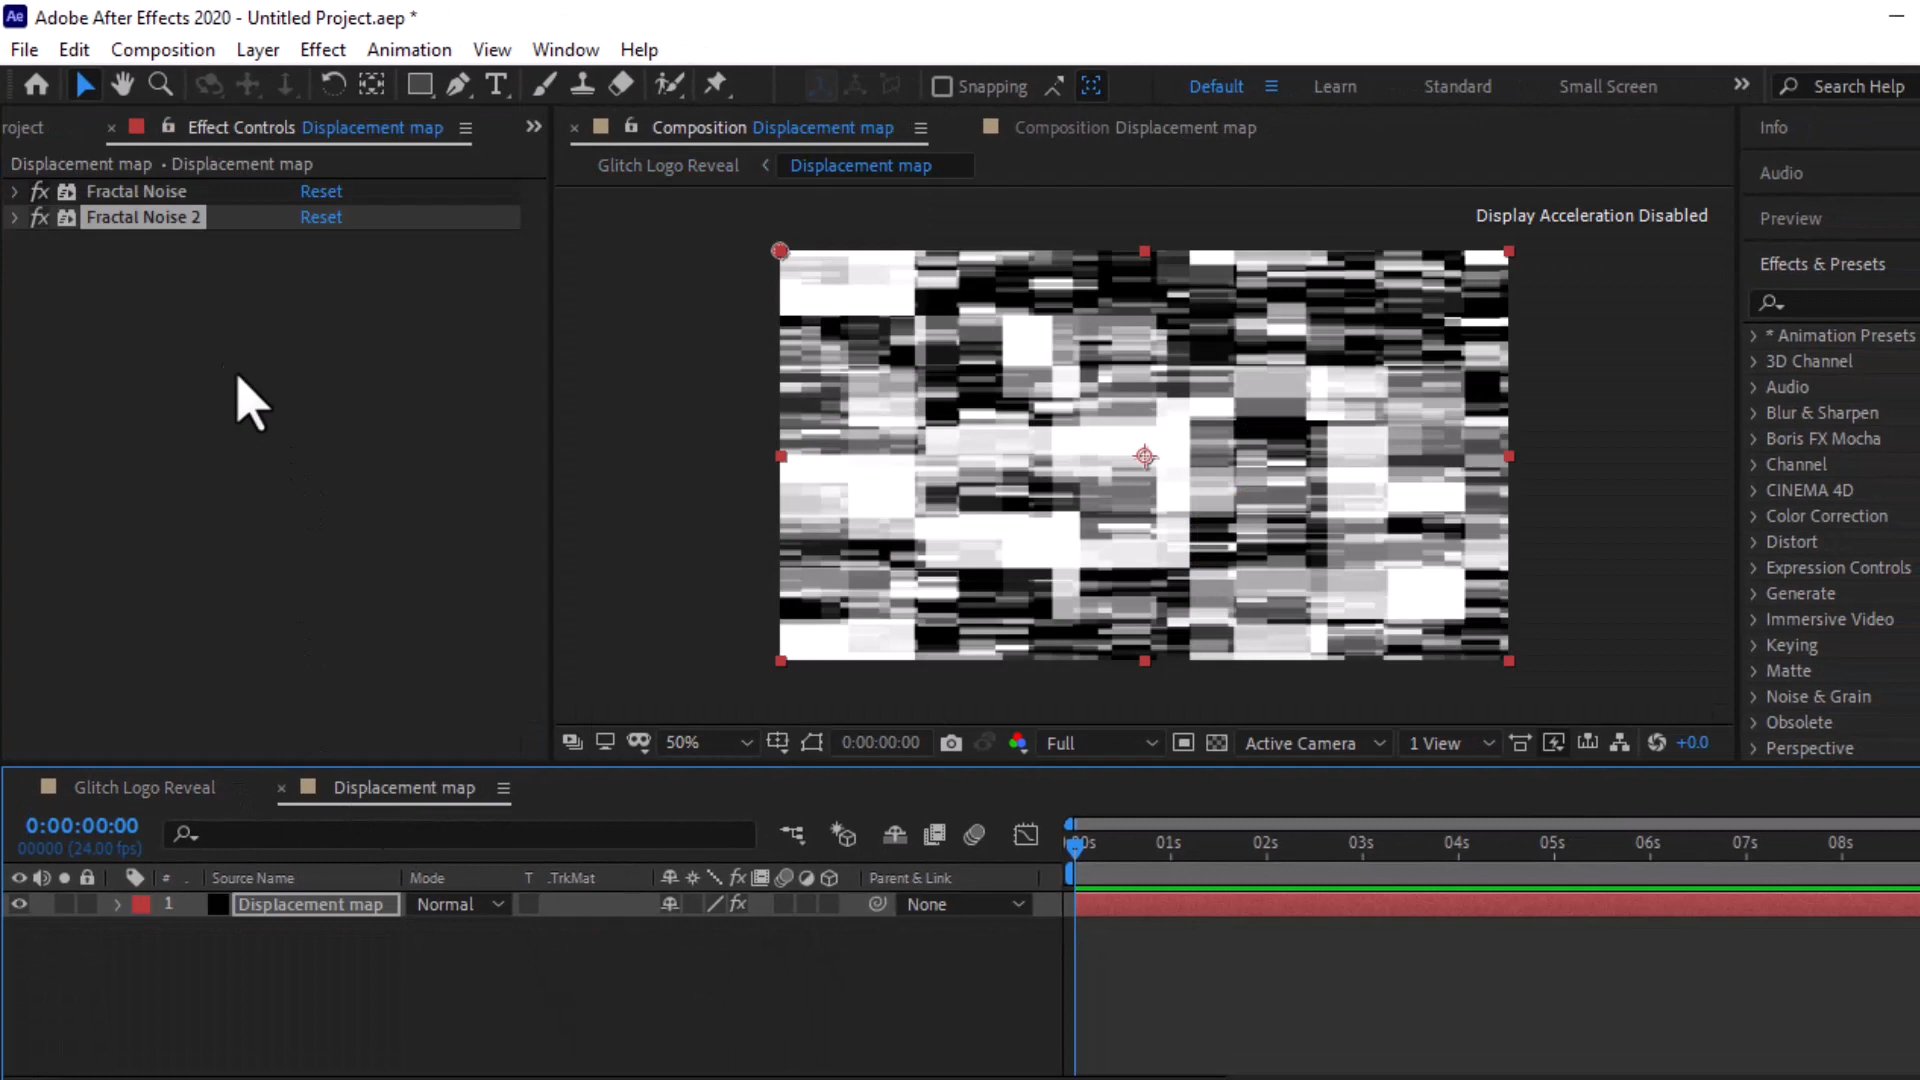 Ae Adobe After Effects 2020 - Untitled Project.aep *
File Edit Composition Layer Effect Animation View Window Help
Snapping Default Learn Standard Small Screen Search Help
roject Effect Controls Displacement map
Displacement map • Displacement map
fx Fractal Noise Reset
fx Fractal Noise 2 Reset
Composition Displacement map Composition Displacement map
Glitch Logo Reveal Displacement map
Display Acceleration Disabled
50% 0:00:00:00 Full Active Camera 1 View +0.0
Info
Audio
Preview
Effects & Presets
* Animation Presets
3D Channel
Audio
Blur & Sharpen
Boris FX Mocha
Channel
CINEMA 4D
Color Correction
Distort
Expression Controls
Generate
Immersive Video
Keying
Matte
Noise & Grain
Obsolete
Perspective
Glitch Logo Reveal Displacement map
0:00:00:00
00000 (24.00 fps)
00s 01s 02s 03s 04s 05s 06s 07s 08s
# . Source Name Mode T .TrkMat fx Parent & Link
1 Displacement map Normal fx None